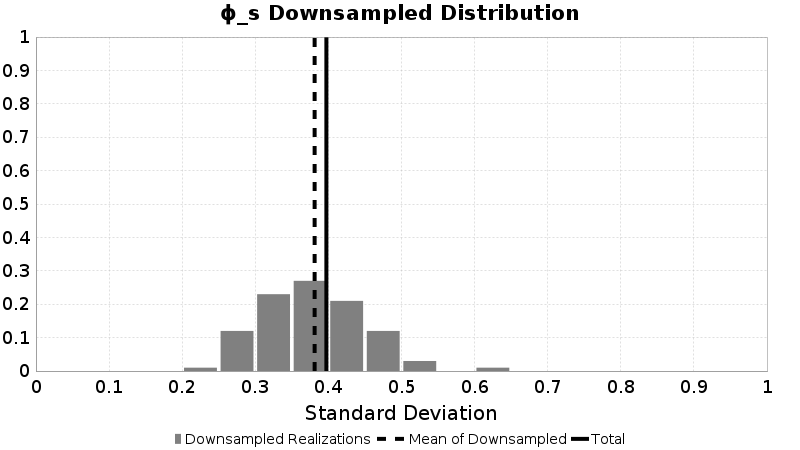 ϕ_s Downsampled Distribution
1
0.9
0.8
0.7
0.6
0.5
0.4
0.3
0.2
0.1
0
0 0.1 0.2 0.3 0.4 0.5 0.6 0.7 0.8 0.9 1
Standard Deviation
Downsampled Realizations Mean of Downsampled Total